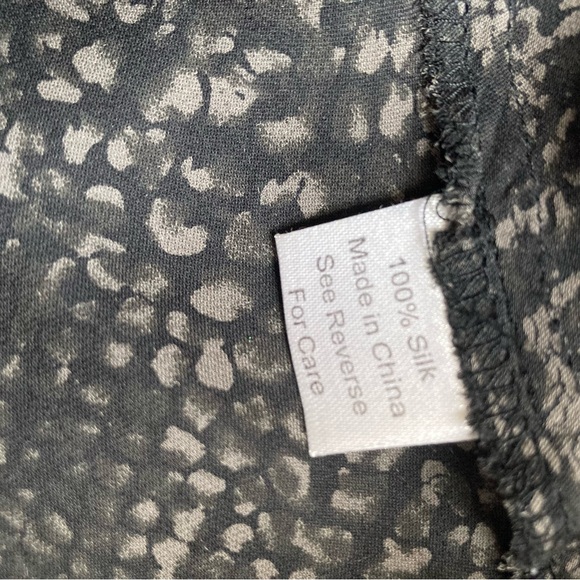 100% Silk
Made in China
See Reverse
For Care